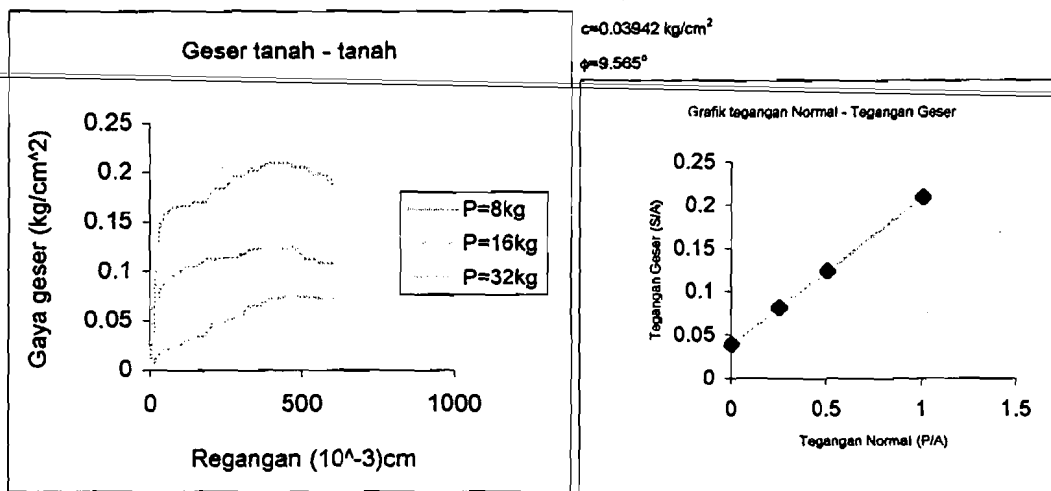 Geser tanah - tanah
Gaya geser (kg/cm^2)
0.25
0.2
0.15
0.1
0.05
0
0 500 1000
Regangan (10^-3)cm
P=8kg
P=16kg
P=32kg
c=0.03942 kg/cm²
ϕ=9.565°
Grafik tegangan Normal - Tegangan Geser
Tegangan Geser (S/A)
0.25
0.2
0.15
0.1
0.05
0
0 0.5 1 1.5
Tegangan Normal (P/A)